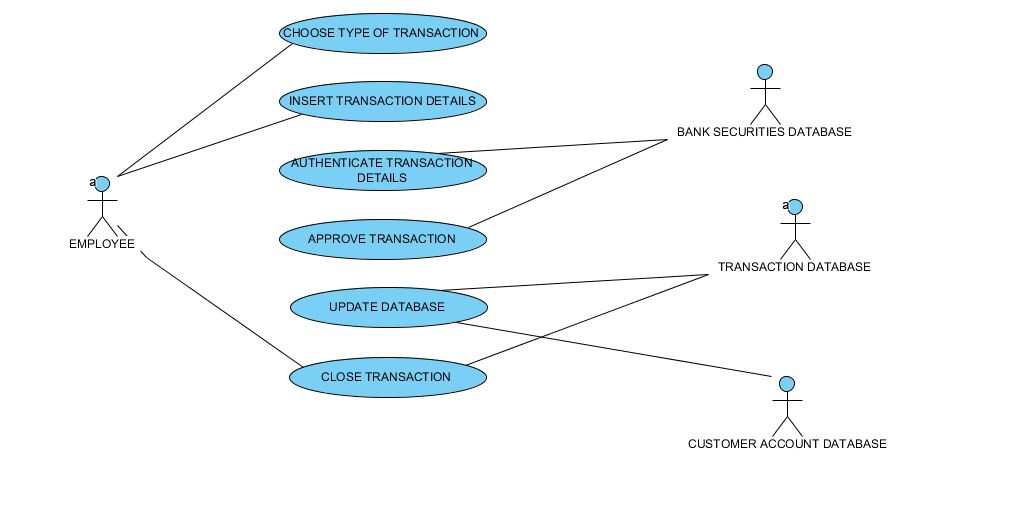 CHOOSE TYPE OF TRANSACTION
INSERT TRANSACTION DETAILS
BANK SECURITIES DATABASE
AUTHENTICATE TRANSACTION
DETAILS
a
EMPLOYEE
a
APPROVE TRANSACTION
TRANSACTION DATABASE
UPDATE DATABASE
CLOSE TRANSACTION
CUSTOMER ACCOUNT DATABASE